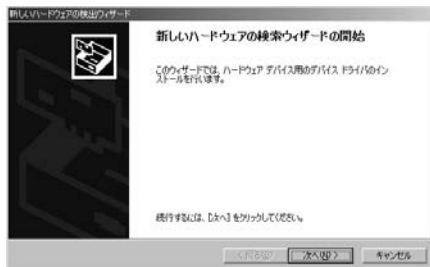 新しいハードウェアの検出ウィザード
新しいハードウェアの検索ウィザードの開始
このウィザードでは、ハードウェア デバイス用のデバイス ドライバのイン
ストールを行います。
続行するには、[次へ] をクリックしてください。
< 戻る(B)
次へ(N) >
キャンセル